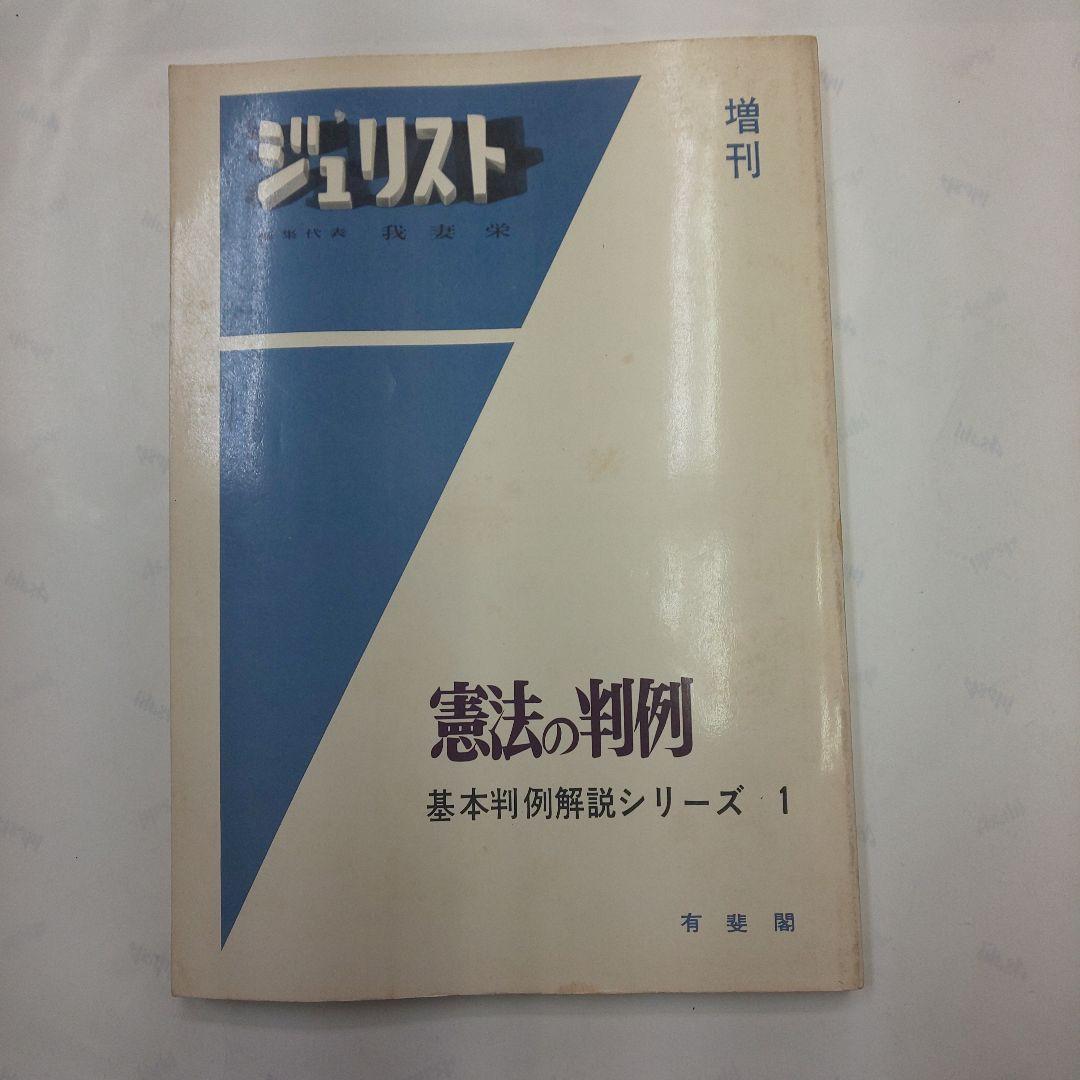 ジュリスト
編集代表 我妻栄
増刊
憲法の判例
基本判例解説シリーズ 1
有斐閣